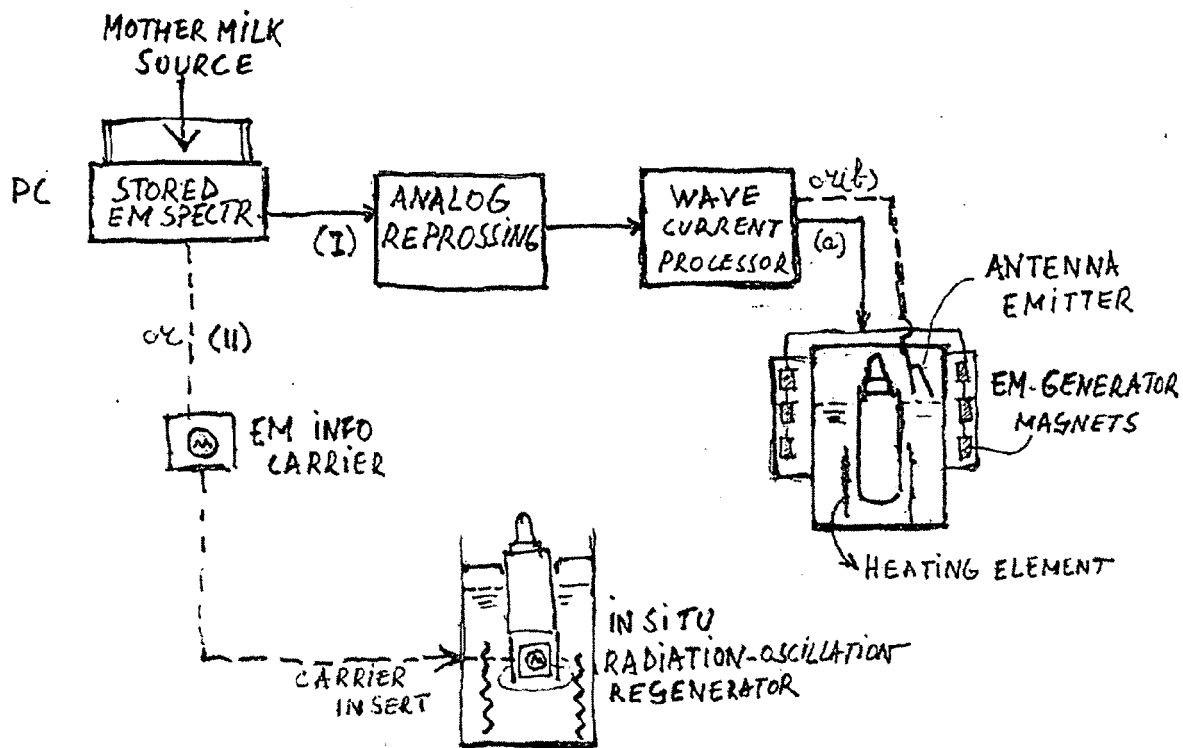 MOTHER MILK
SOURCE
PC
STORED
EM SPECTR
(I)
ANALOG
REPROSSING
WAVE
CURRENT
PROCESSOR
or(b)
(a)
ANTENNA
EMITTER
EM-GENERATOR
MAGNETS
HEATING ELEMENT
or (II)
EM INFO
CARRIER
CARRIER
INSERT
IN SITU
RADIATION-OSCILLATION
REGENERATOR